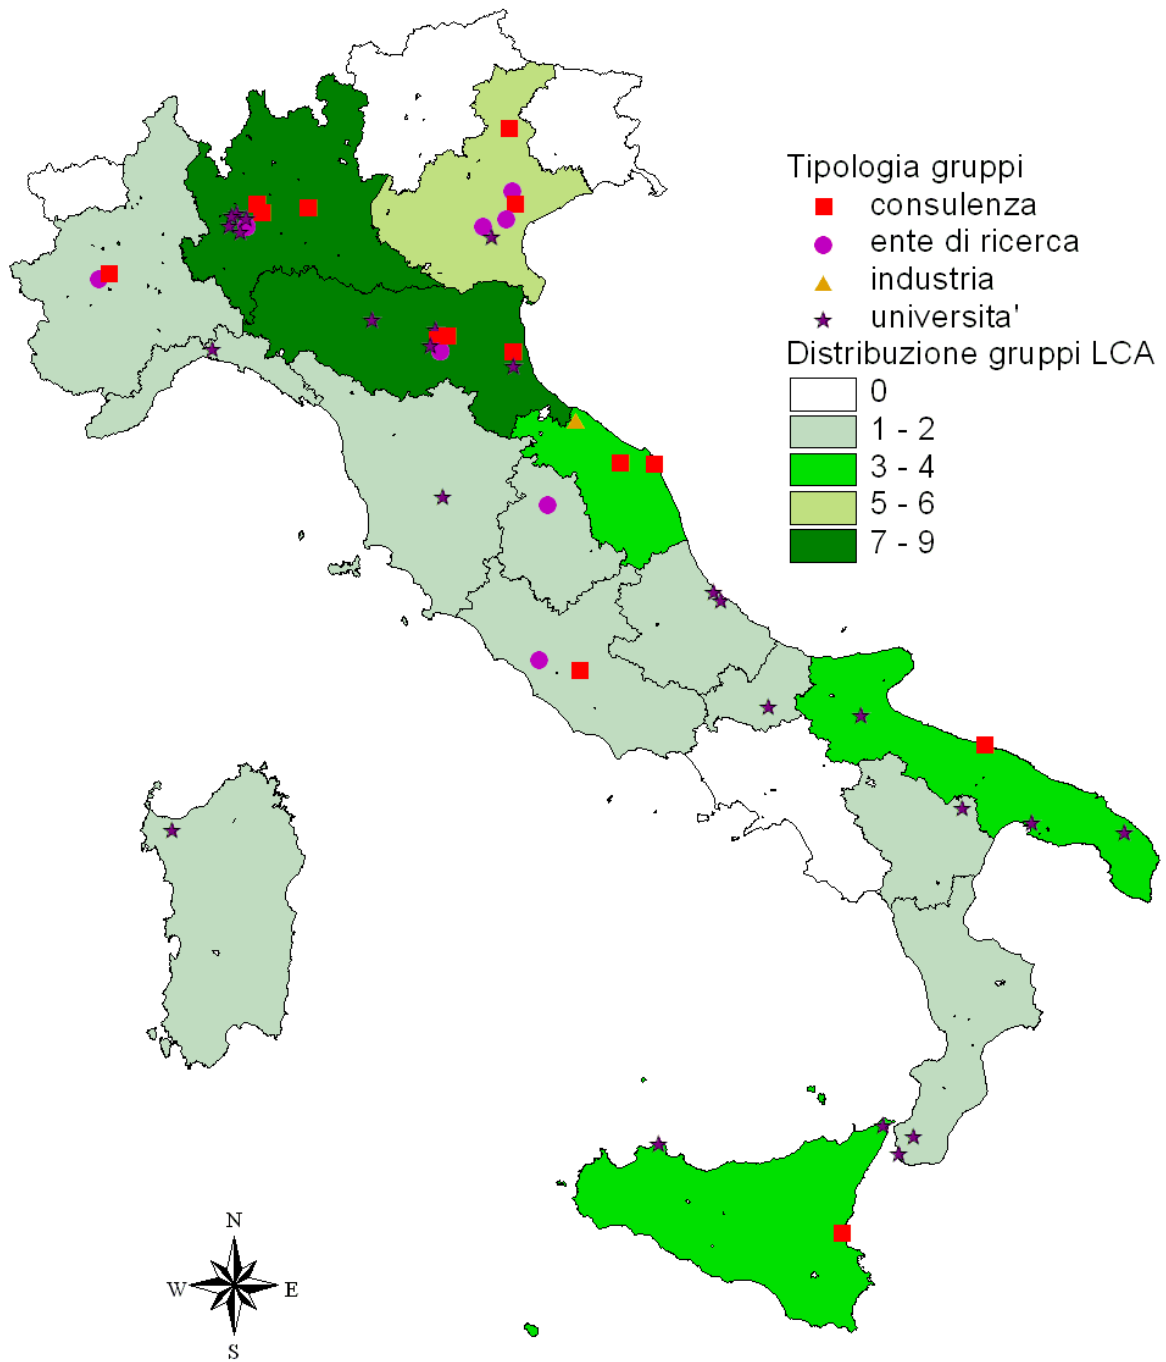 Tipologia gruppi
consulenza
ente di ricerca
industria
universita'
Distribuzione gruppi LCA
0
1 - 2
3 - 4
5 - 6
7 - 9
N
W E
S